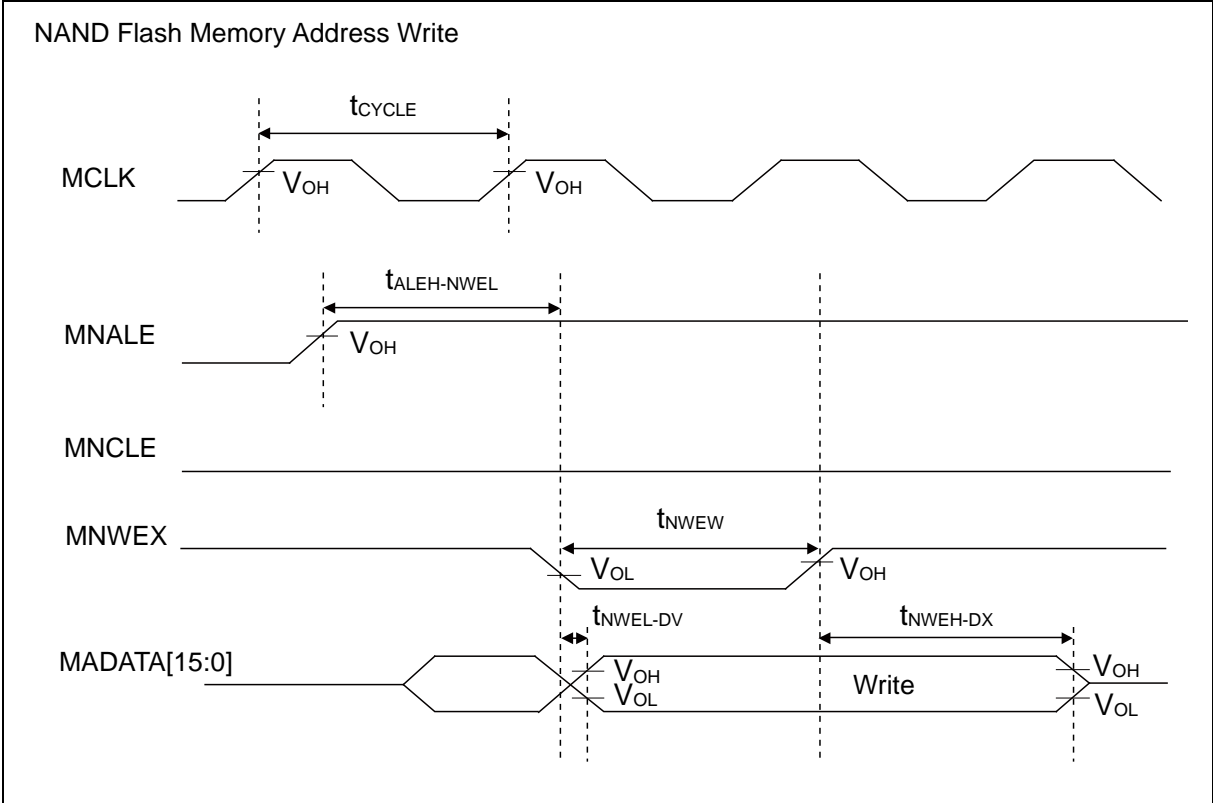 NAND Flash Memory Address Write
tCYCLE
MCLK
VOH
VOH
tALEH-NWEL
MNALE
VOH
MNCLE
tNWEW
MNWEX
VOL
VOH
tNWEL-DV
tNWEH-DX
MADATA[15:0]
VOH
VOL
Write
VOH
VOL